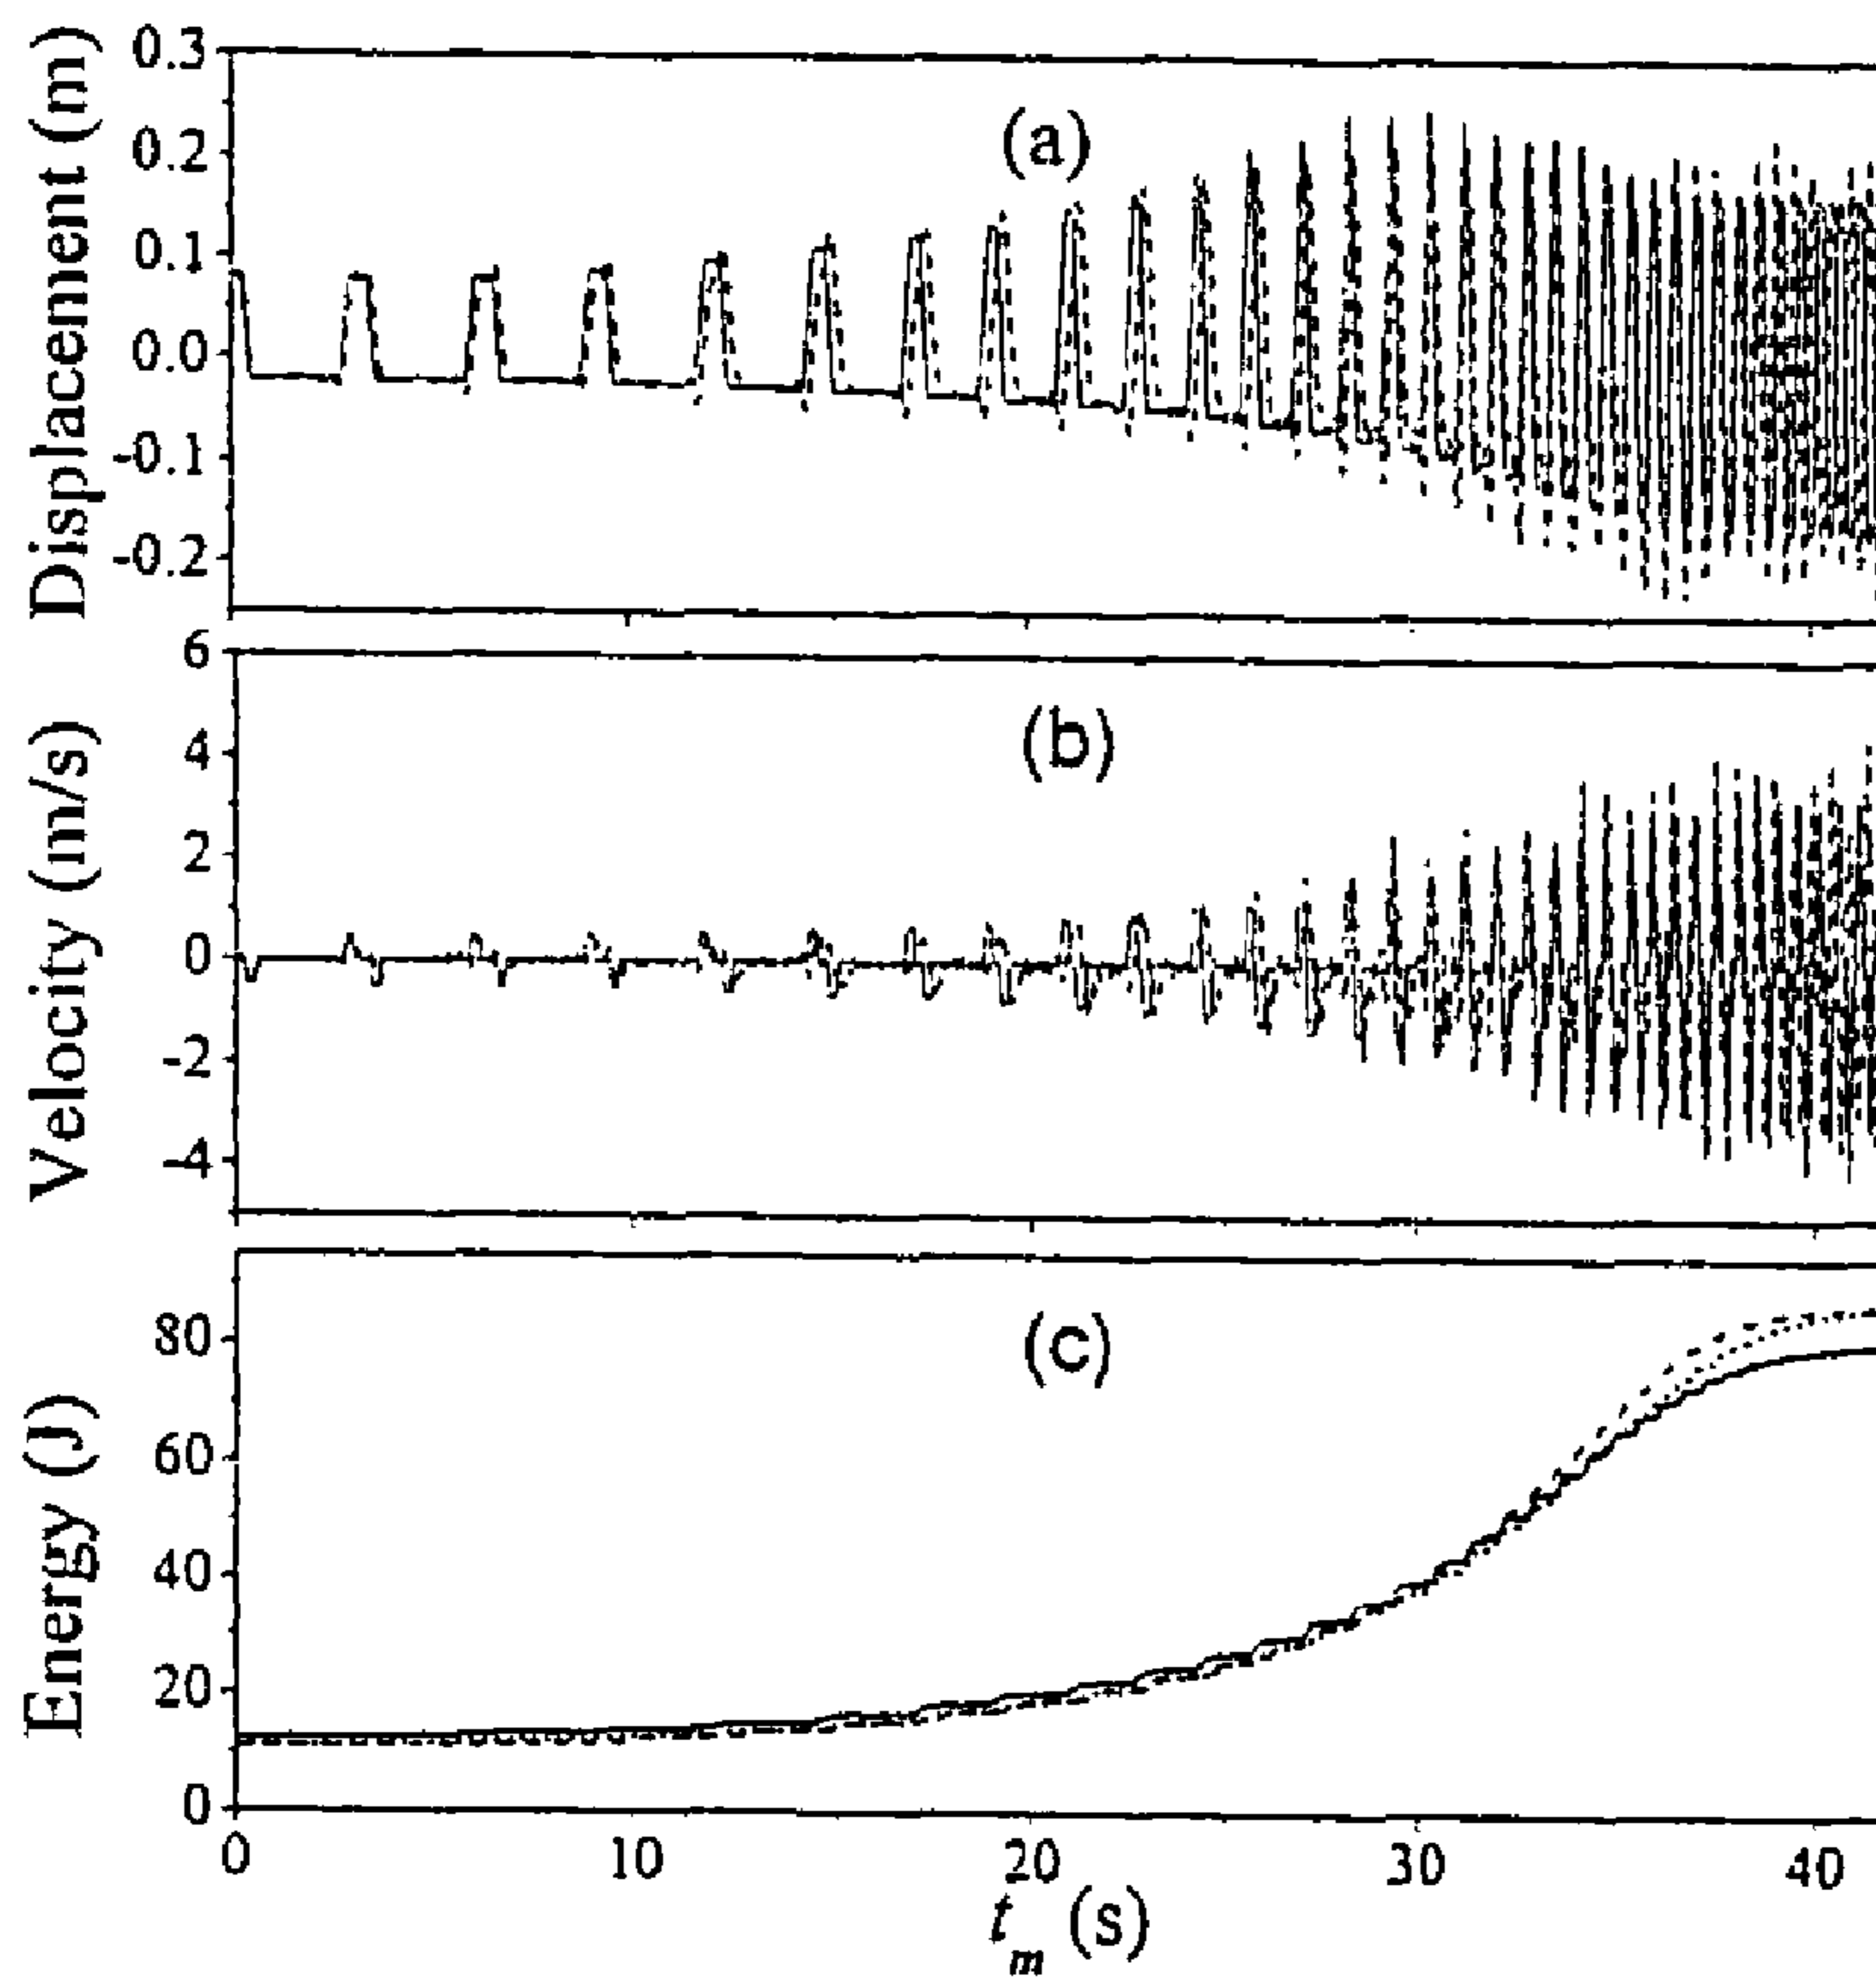 Displacement (m)
0.3
0.2
0.1
0.0
-0.1
-0.2
(a)
Velocity (m/s)
6
4
2
0
-2
-4
(b)
Energy (J)
80
60
40
20
0
(c)
0 10 20 30 40
t_m (s)